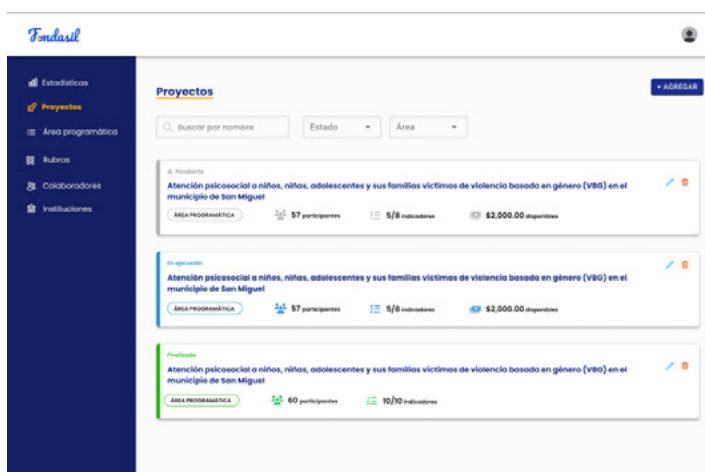 Fondasil
Estadísticas
Proyectos
Área programática
Rubros
Colaboradores
Instituciones
Proyectos
+ AGREGAR
Buscar por nombre
Estado
Área
Pendiente
Atención psicosocial a niños, niñas, adolescentes y sus familias víctimas de violencia basada en género (VBG) en el
municipio de San Miguel
ÁREA PROGRAMÁTICA 57 participantes 5/8 indicadores $2,000.00 disponibles
En ejecución
Atención psicosocial a niños, niñas, adolescentes y sus familias víctimas de violencia basada en género (VBG) en el
municipio de San Miguel
ÁREA PROGRAMÁTICA 57 participantes 5/8 indicadores $2,000.00 disponibles
Finalizado
Atención psicosocial a niños, niñas, adolescentes y sus familias víctimas de violencia basada en género (VBG) en el
municipio de San Miguel
ÁREA PROGRAMÁTICA 60 participantes 10/10 indicadores